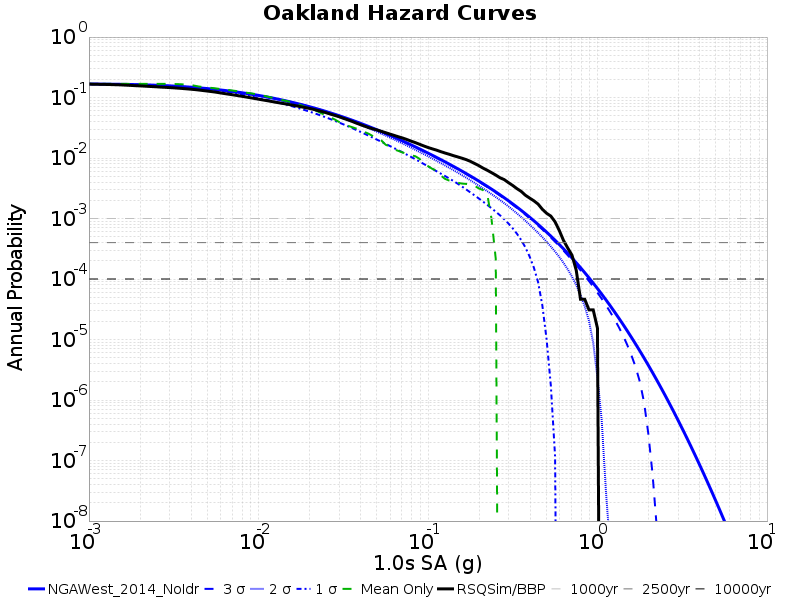 Oakland Hazard Curves
Annual Probability
10^0
10^-1
10^-2
10^-3
10^-4
10^-5
10^-6
10^-7
10^-8
10^-3 10^-2 10^-1 10^0 10^1
1.0s SA (g)
NGAWest_2014_NoIdr 3 σ 2 σ 1 σ Mean Only RSQSim/BBP 1000yr 2500yr 10000yr